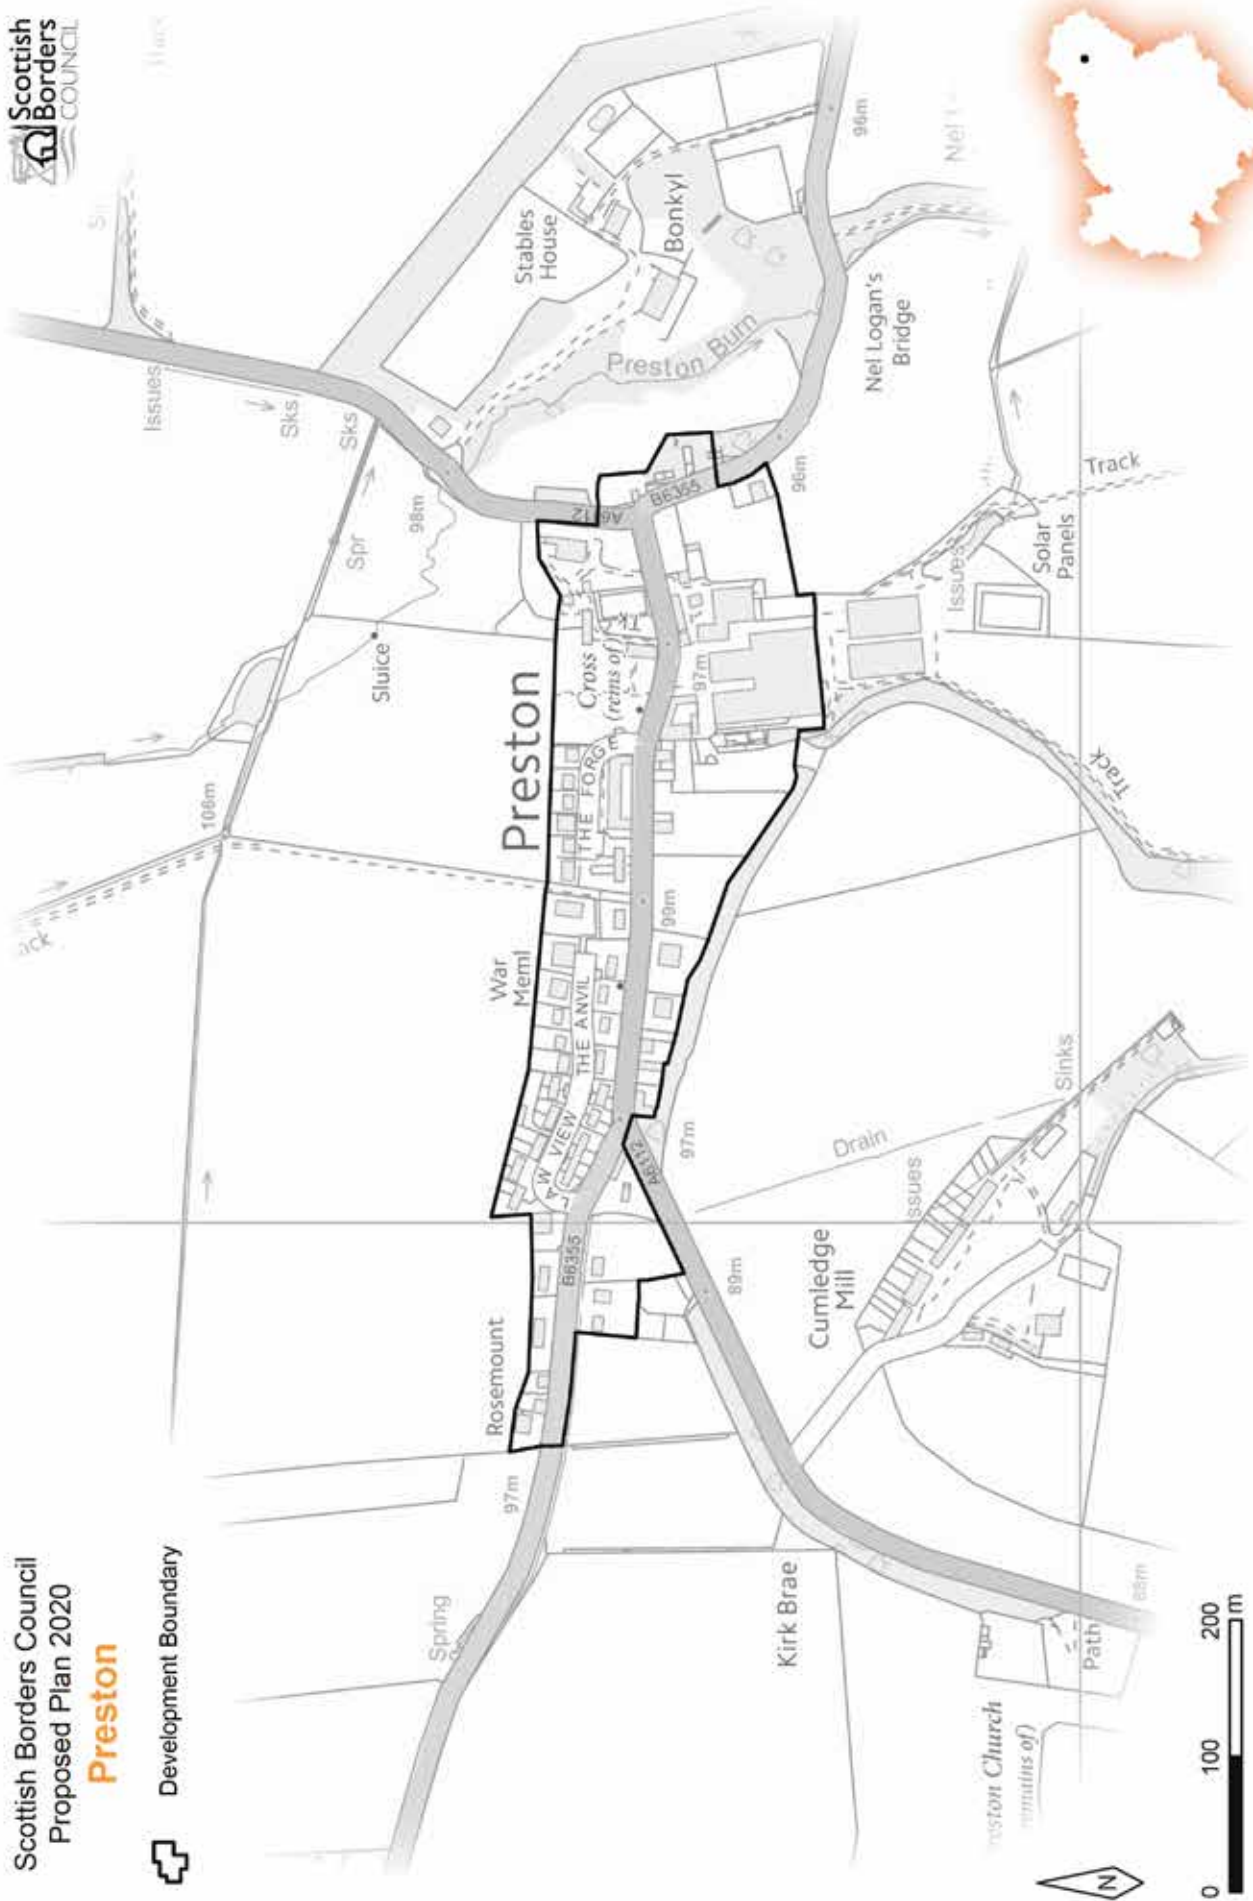 Scottish Borders Council
Proposed Plan 2020
Preston
Development Boundary
Scottish
Borders
COUNCIL
Spring
97m
Rosemount
B6355
W VIEW
THE ANVIL
War
Meml
99m
THE FORGE
Preston
Cross
(rems of)
Tk
97m
A6112
B6355
96m
106m
Sluice
Spr
98m
Sks
Sks
Issues
Stables
House
Bonkyl
Preston Burn
Nel Logan's
Bridge
96m
Track
Solar
Panels
Issues
Track
A6112
97m
89m
Drain
Sinks
Issues
Cumledge
Mill
Kirk Brae
Path
88m
N
0 100 200
m